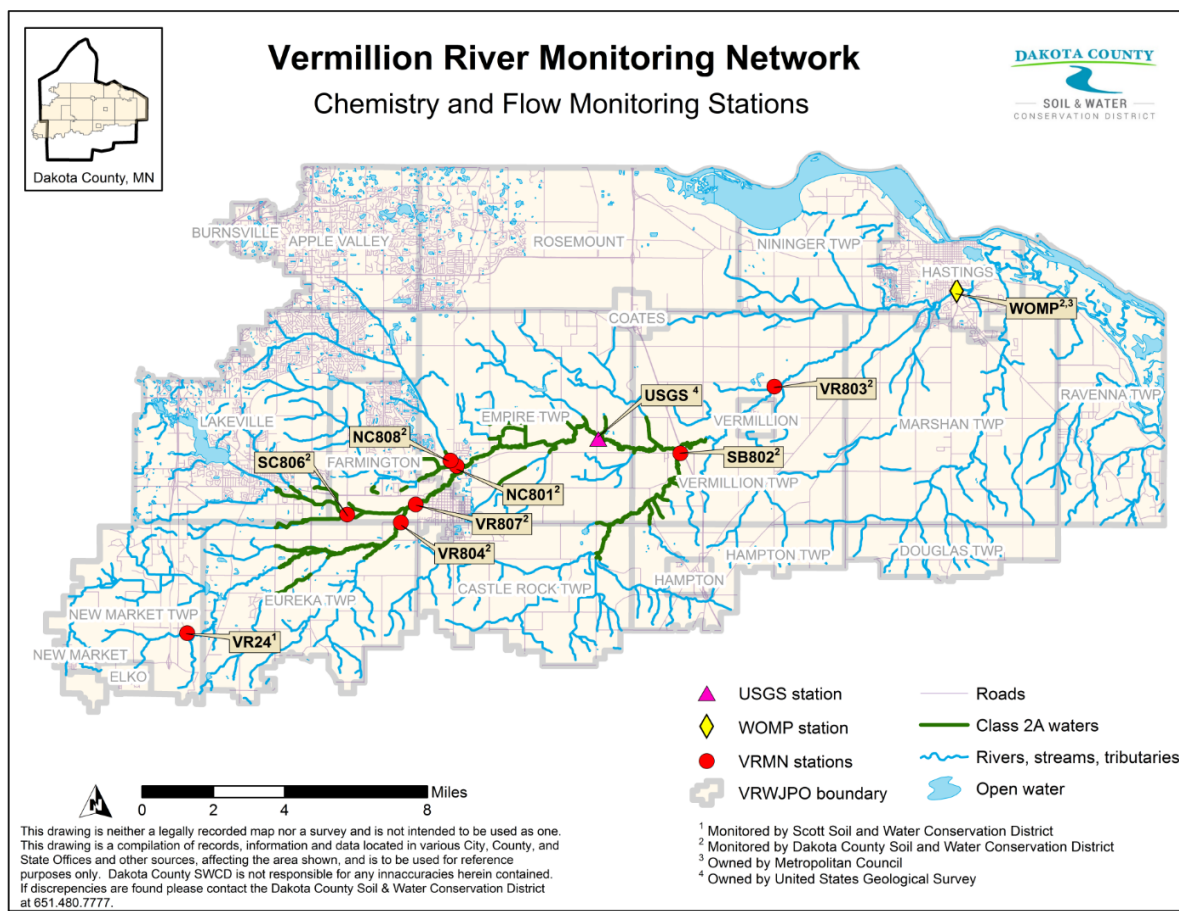 Vermillion River Monitoring Network
Chemistry and Flow Monitoring Stations
Dakota County, MN
DAKOTA COUNTY
SOIL & WATER
CONSERVATION DISTRICT
BURNSVILLE
APPLE VALLEY
ROSEMOUNT
NININGER TWP
HASTINGS
WOMP2,3
COATES
VR8032
USGS 4
RAVENNA TWP
LAKEVILLE
EMPIRE TWP
VERMILLION
MARSHAN TWP
NC8082
SC8062
FARMINGTON
SB8022
NC8012
VERMILLION TWP
VR8072
VR8042
HAMPTON TWP
DOUGLAS TWP
CASTLE ROCK TWP
HAMPTON
EUREKA TWP
NEW MARKET TWP
VR241
NEW MARKET
ELKO
USGS station
WOMP station
VRMN stations
VRWJPO boundary
Roads
Class 2A waters
Rivers, streams, tributaries
Open water
N
Miles
0 2 4 8
This drawing is neither a legally recorded map nor a survey and is not intended to be used as one.
This drawing is a compilation of records, information and data located in various City, County, and
State Offices and other sources, affecting the area shown, and is to be used for reference
purposes only. Dakota County SWCD is not responsible for any innaccuracies herein contained.
If discrepencies are found please contact the Dakota County Soil & Water Conservation District
at 651.480.7777.
1 Monitored by Scott Soil and Water Conservation District
2 Monitored by Dakota County Soil and Water Conservation District
3 Owned by Metropolitan Council
4 Owned by United States Geological Survey